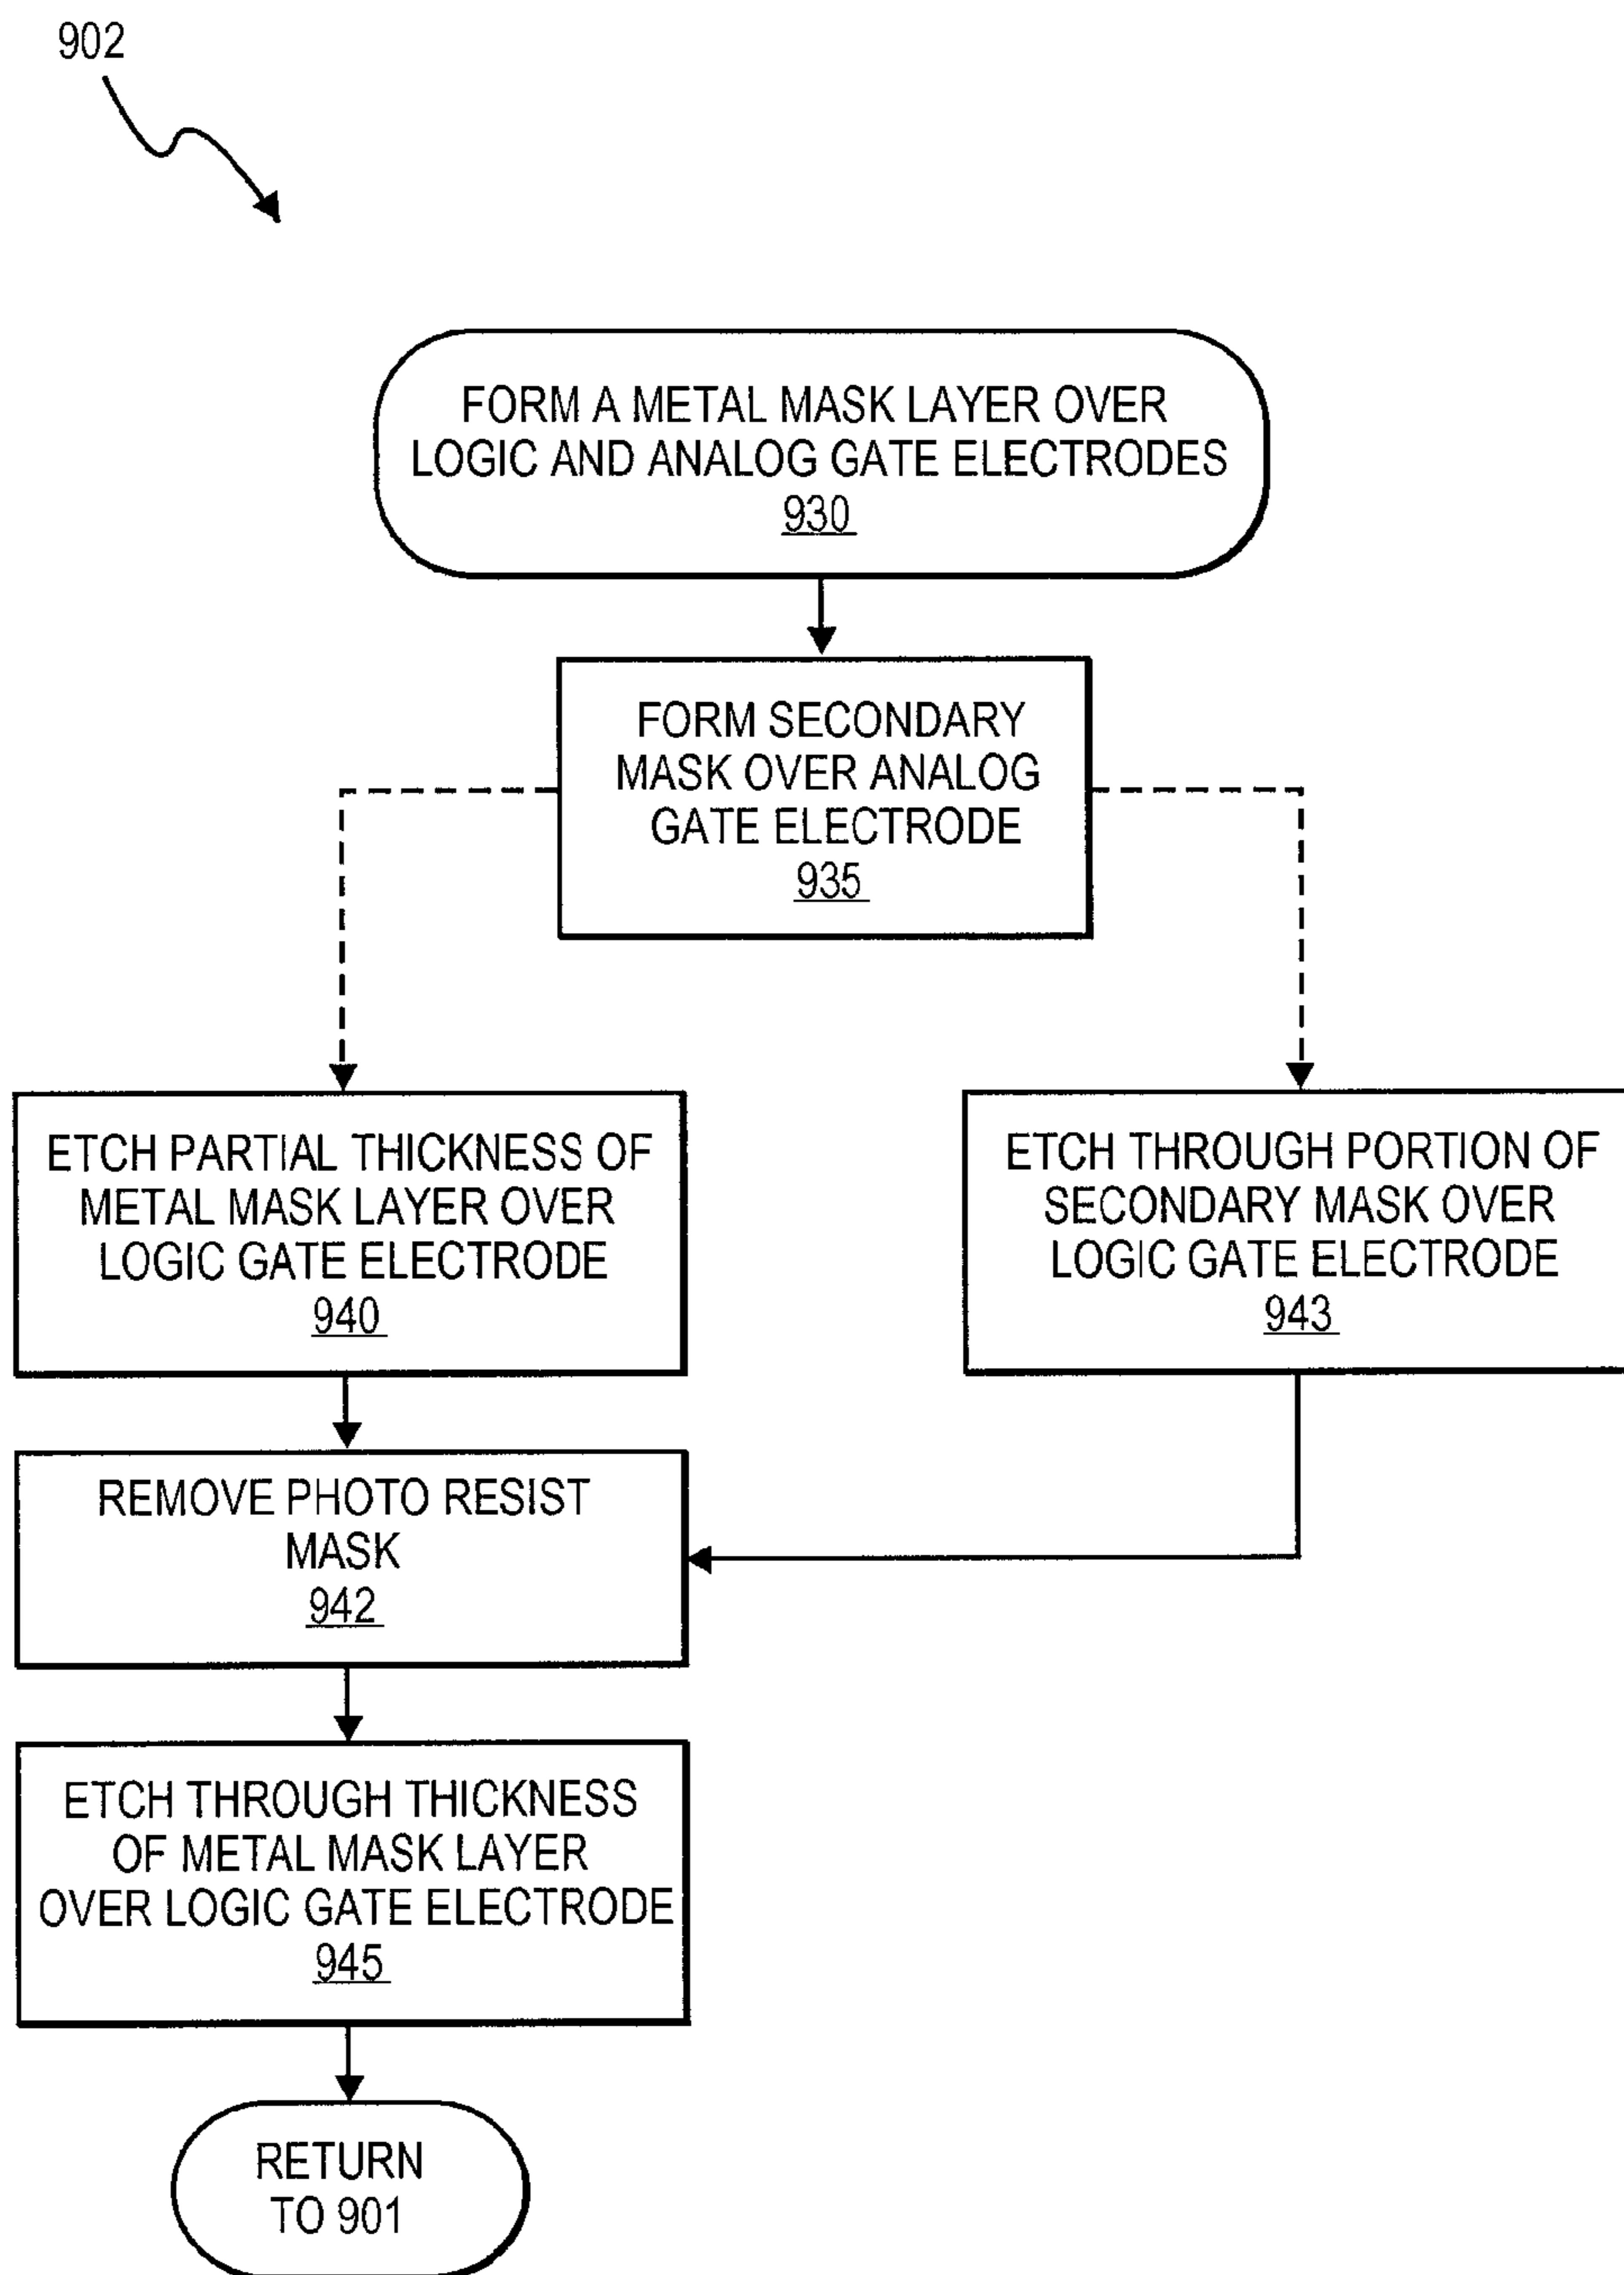 902
FORM A METAL MASK LAYER OVER
LOGIC AND ANALOG GATE ELECTRODES
930
FORM SECONDARY
MASK OVER ANALOG
GATE ELECTRODE
935
ETCH PARTIAL THICKNESS OF
METAL MASK LAYER OVER
LOGIC GATE ELECTRODE
940
ETCH THROUGH PORTION OF
SECONDARY MASK OVER
LOGIC GATE ELECTRODE
943
REMOVE PHOTO RESIST
MASK
942
ETCH THROUGH THICKNESS
OF METAL MASK LAYER
OVER LOGIC GATE ELECTRODE
945
RETURN
TO 901